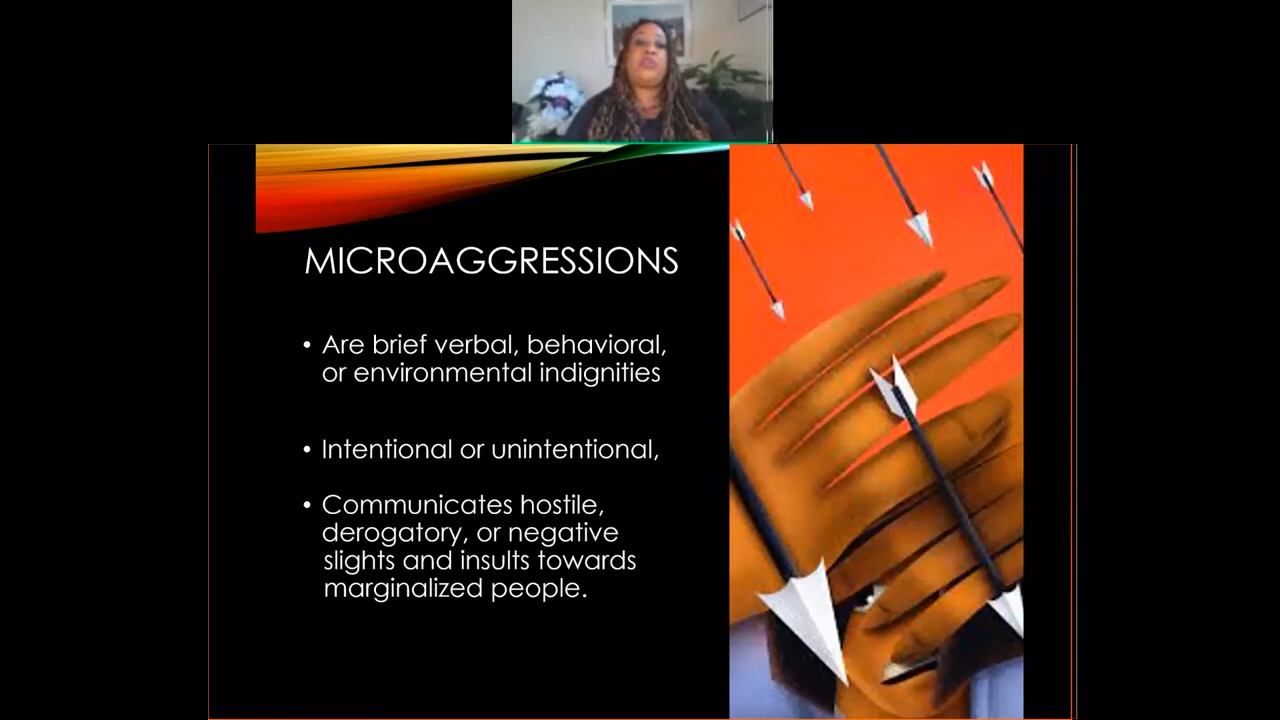 MICROAGGRESSIONS
• Are brief verbal, behavioral,
or environmental indignities
• Intentional or unintentional,
• Communicates hostile,
derogatory, or negative
slights and insults towards
marginalized people.